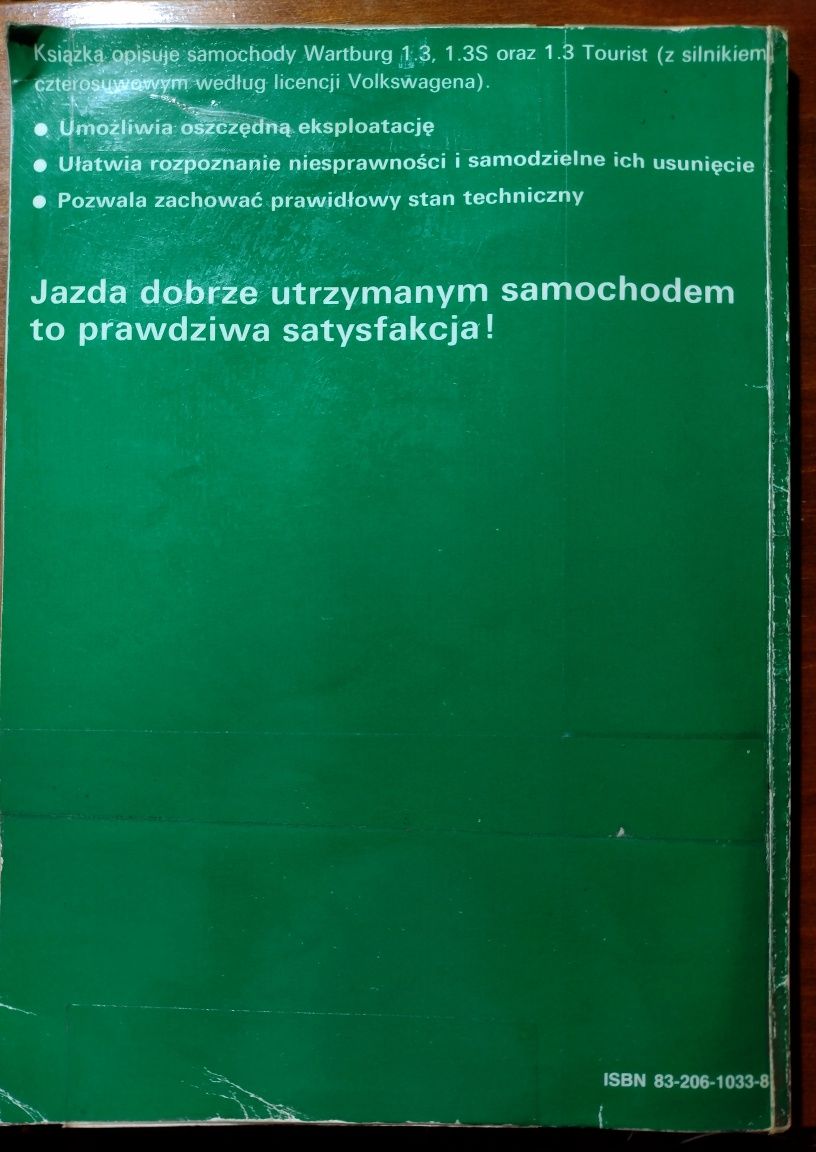 Książka opisuje samochody Wartburg 1.3, 1.3S oraz 1.3 Tourist (z silnikiem
czterosuwowym według licencji Volkswagena).
● Umożliwia oszczędną eksploatację
● Ułatwia rozpoznanie niesprawności i samodzielne ich usunięcie
● Pozwala zachować prawidłowy stan techniczny
Jazda dobrze utrzymanym samochodem
to prawdziwa satysfakcja!
ISBN 83-206-1033-8